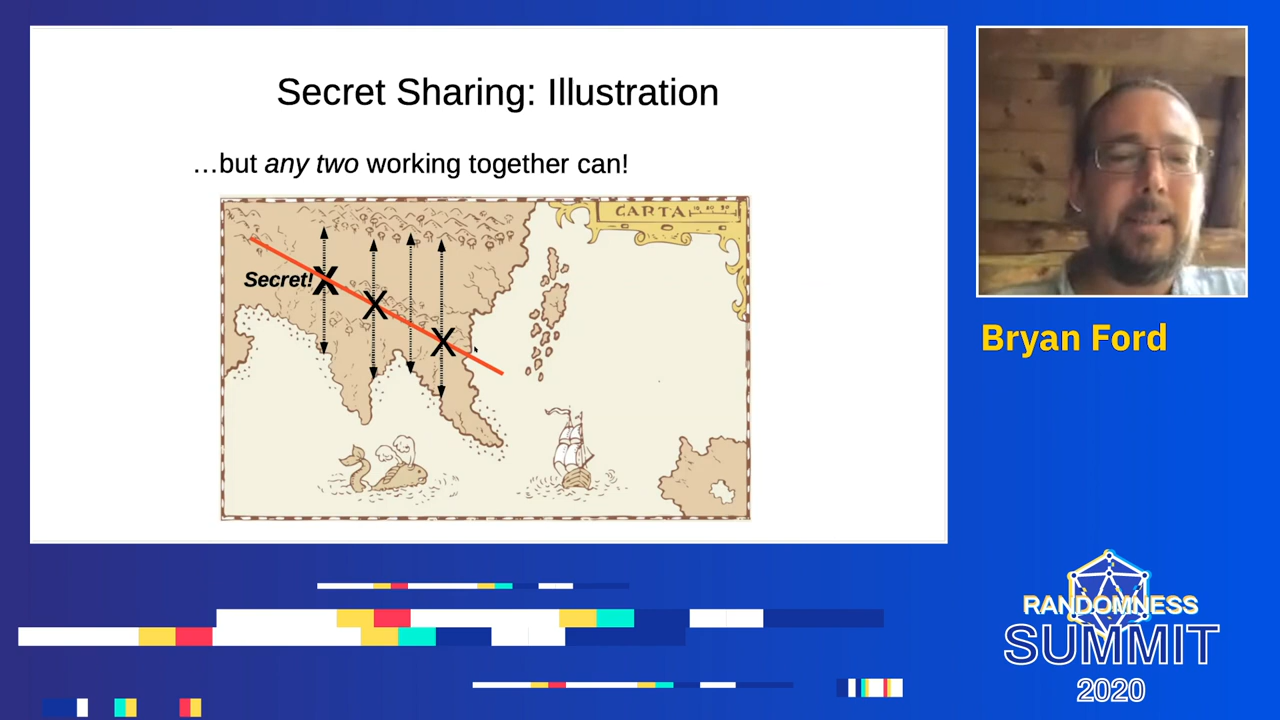 Secret Sharing: Illustration
…but any two working together can!
CARTA
Secret!
X
X
X
Bryan Ford
RANDOMNESS
SUMMIT
2020